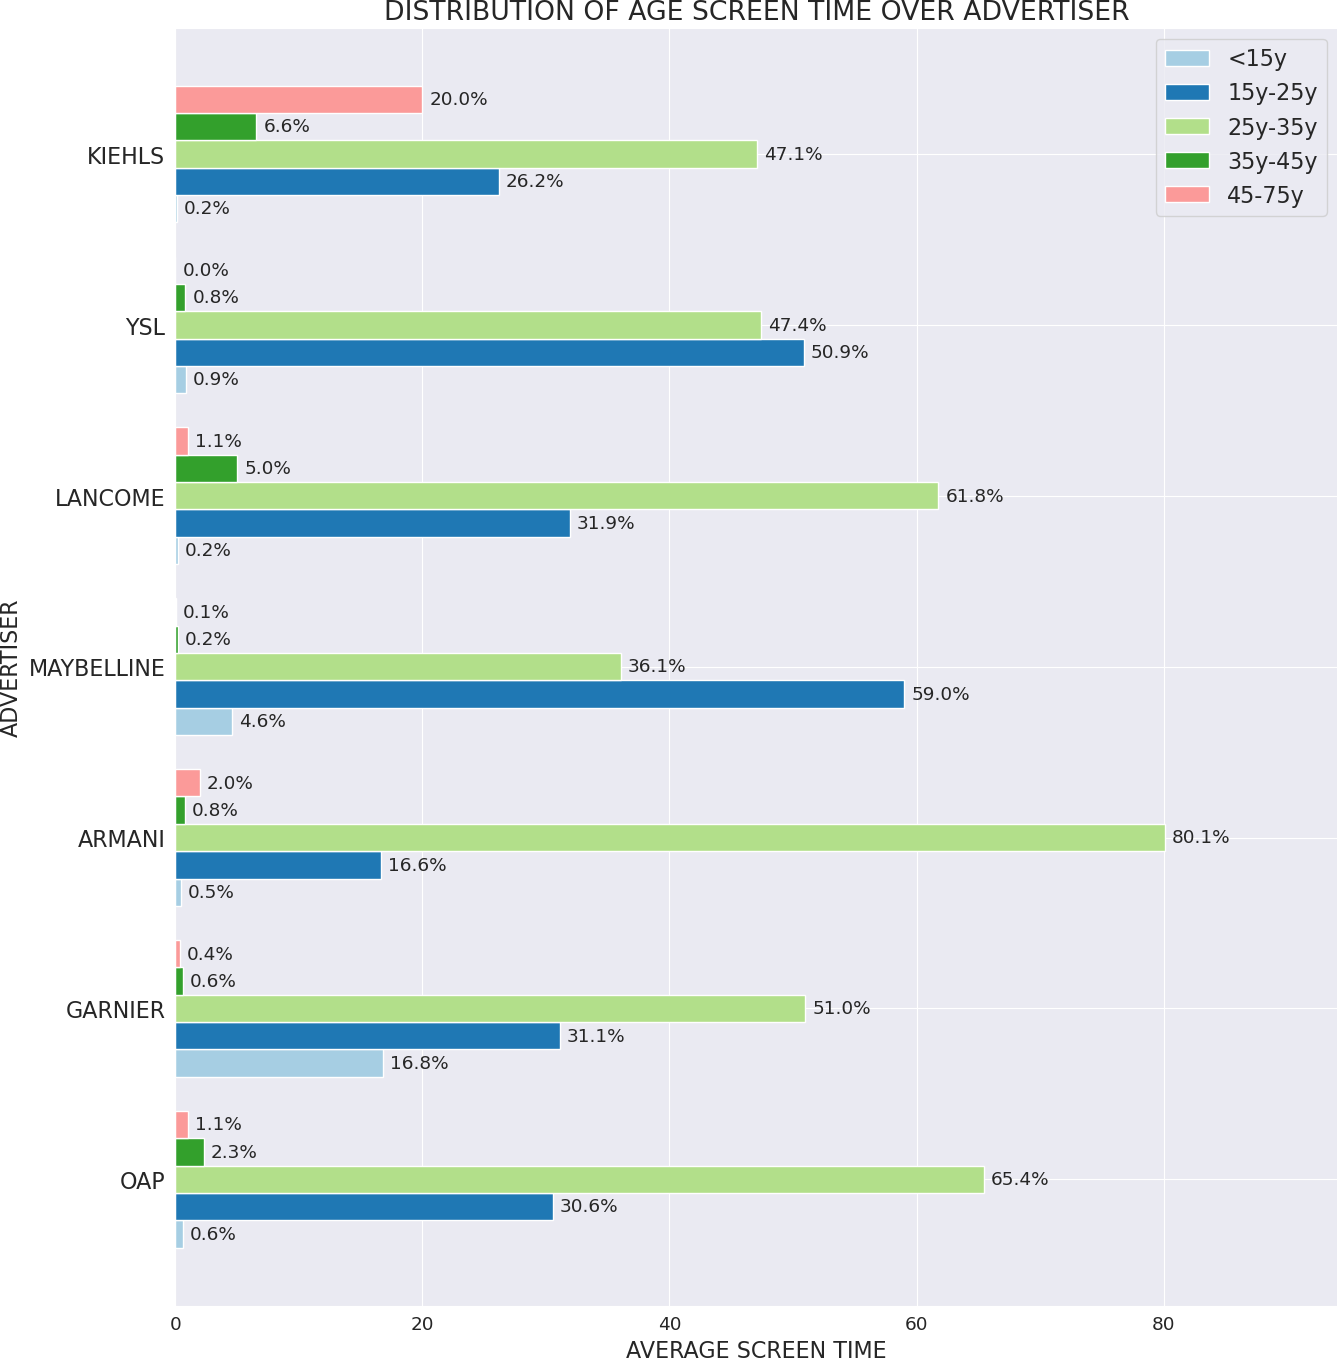 DISTRIBUTION OF AGE SCREEN TIME OVER ADVERTISER
<15y
15y-25y
25y-35y
35y-45y
45-75y
KIEHLS
20.0%
6.6%
47.1%
26.2%
0.2%
YSL
0.0%
0.8%
47.4%
50.9%
0.9%
LANCOME
1.1%
5.0%
61.8%
31.9%
0.2%
MAYBELLINE
0.1%
0.2%
36.1%
59.0%
4.6%
ARMANI
2.0%
0.8%
80.1%
16.6%
0.5%
GARNIER
0.4%
0.6%
51.0%
31.1%
16.8%
OAP
1.1%
2.3%
65.4%
30.6%
0.6%
ADVERTISER
0 20 40 60 80
AVERAGE SCREEN TIME